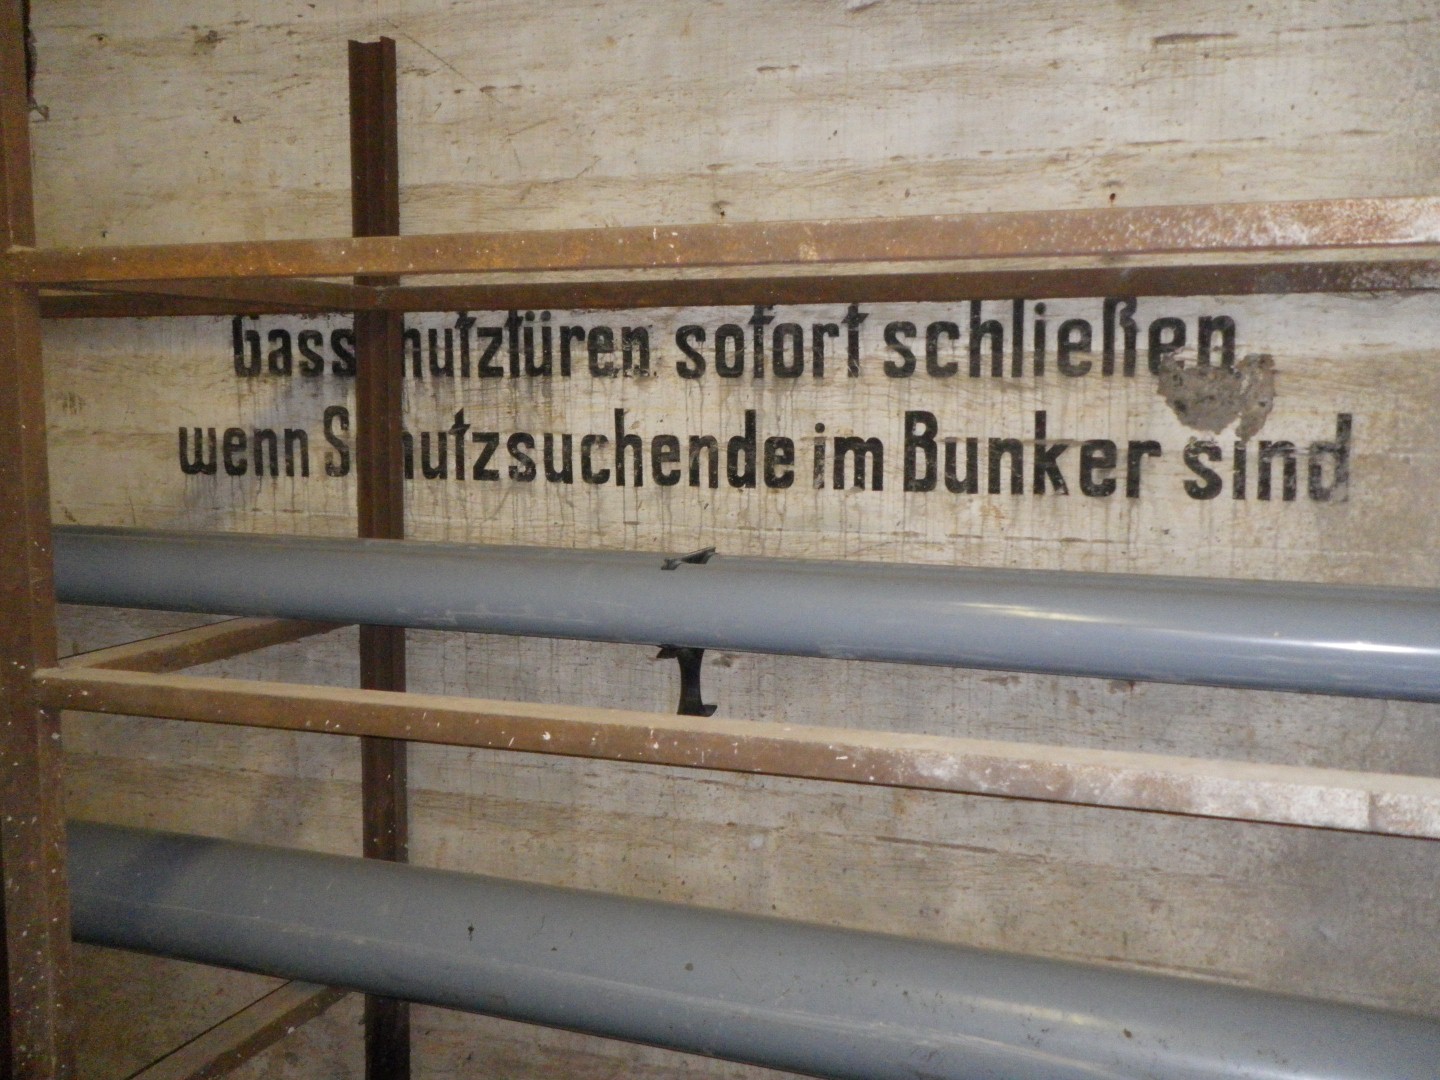 Gasschutztüren sofort schließen
wenn Schutzsuchende im Bunker sind